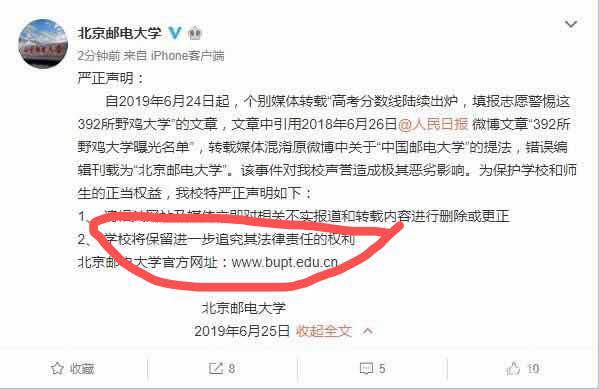 北京邮电大学
2分钟前 来自 iPhone客户端
严正声明：
自2019年6月24日起，个别媒体转载“高考分数线陆续出炉，填报志愿警惕这
392所野鸡大学”的文章，文章中引用2018年6月26日@人民日报 微博文章“392所
野鸡大学曝光名单”，转载媒体混淆原微博中关于“中国邮电大学”的提法，错误编
辑刊载为“北京邮电大学”。该事件对我校声誉造成极其恶劣影响。为保护学校和师
生的正当权益，我校特严正声明如下：
1、请相关网站及媒体立即对相关不实报道和转载内容进行删除或更正
2、学校将保留进一步追究其法律责任的权利
北京邮电大学官方网址：www.bupt.edu.cn
北京邮电大学
2019年6月25日 收起全文
收藏 8 5 10